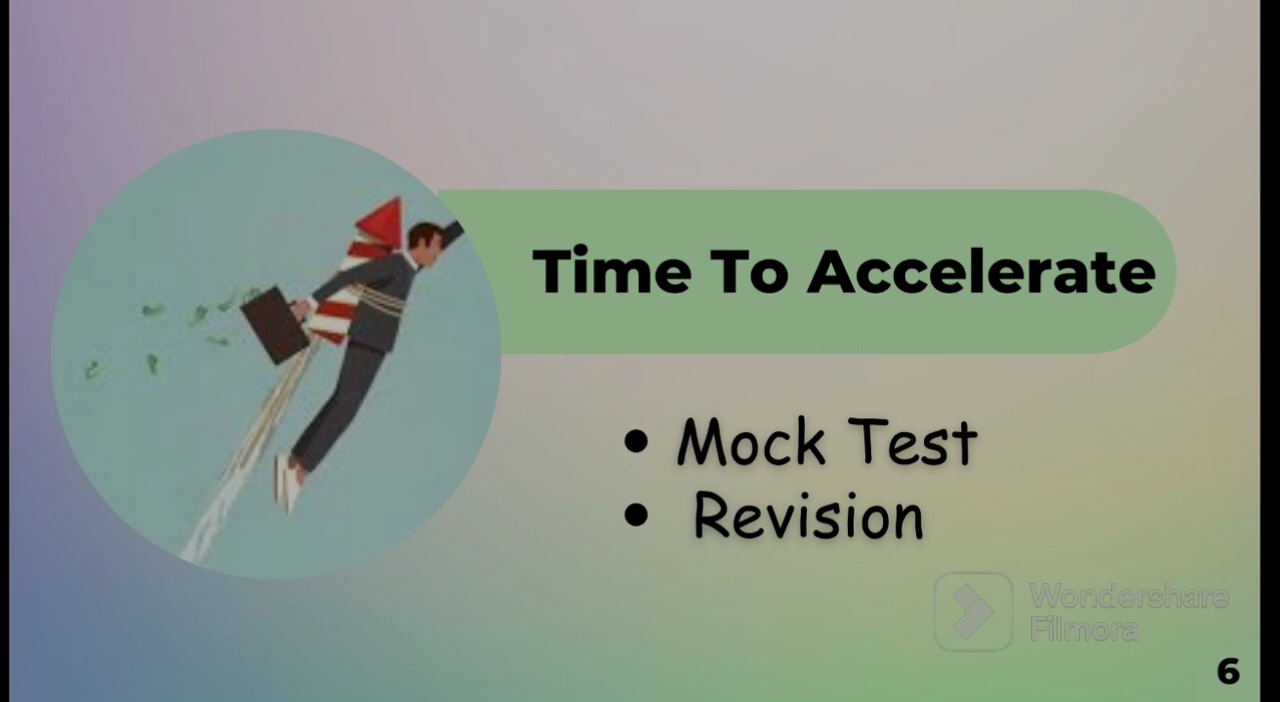 Time To Accelerate
• Mock Test
• Revision
Wondershare
Filmora
6